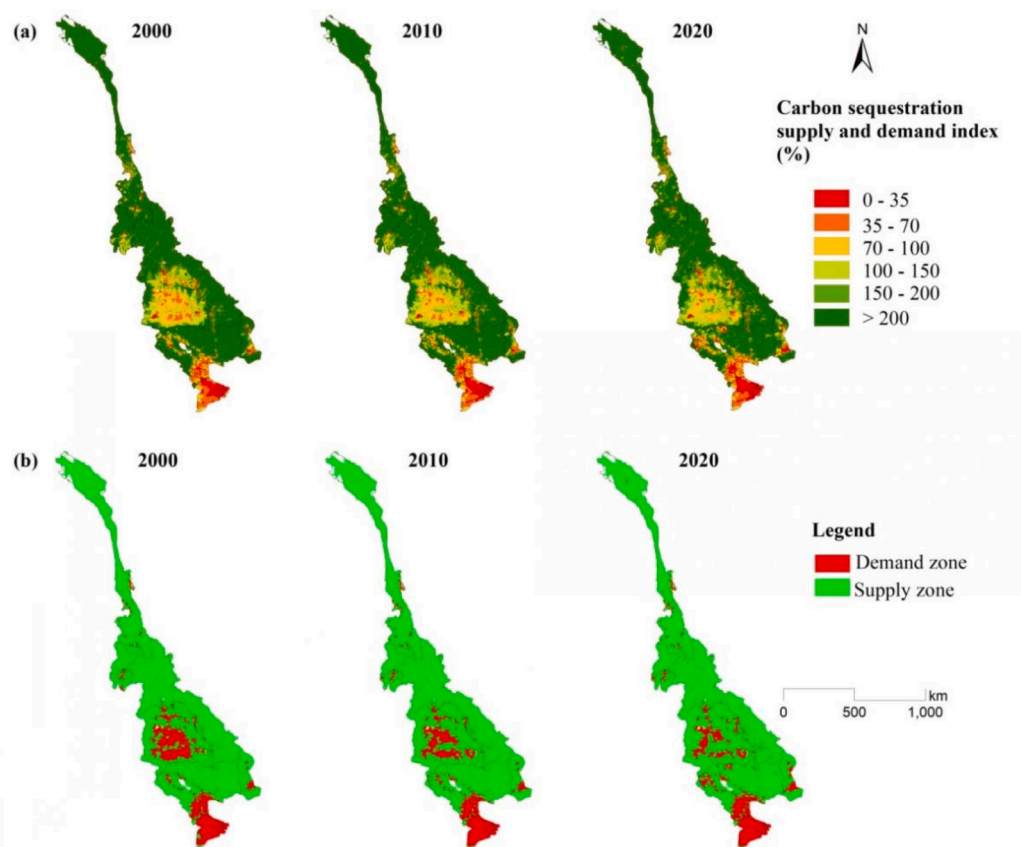 (a) 2000 2010 2020
N
Carbon sequestration
supply and demand index
(%)
0 - 35
35 - 70
70 - 100
100 - 150
150 - 200
> 200
(b) 2000 2010 2020
Legend
Demand zone
Supply zone
km
0 500 1,000